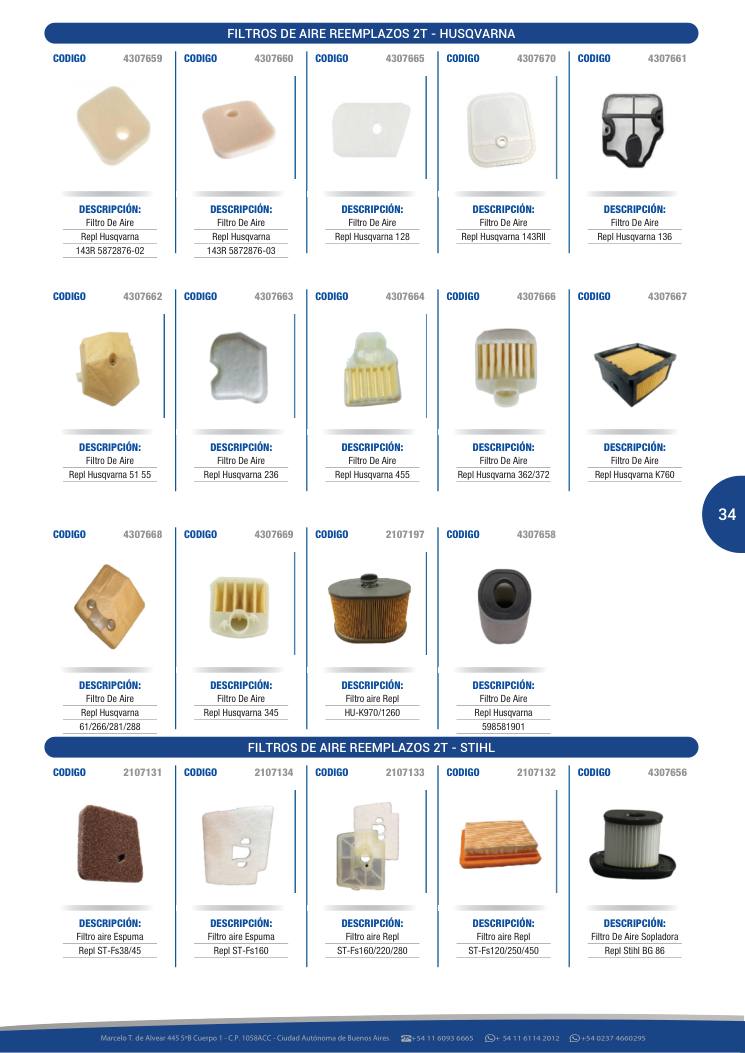 FILTROS DE AIRE REEMPLAZOS 2T - HUSQVARNA
CODIGO 4307659
DESCRIPCIÓN:
Filtro De Aire
Repl Husqvarna
143R 5872876-02
CODIGO 4307660
DESCRIPCIÓN:
Filtro De Aire
Repl Husqvarna
143R 5872876-03
CODIGO 4307665
DESCRIPCIÓN:
Filtro De Aire
Repl Husqvarna 128
CODIGO 4307670
DESCRIPCIÓN:
Filtro De Aire
Repl Husqvarna 143RII
CODIGO 4307661
DESCRIPCIÓN:
Filtro De Aire
Repl Husqvarna 136
CODIGO 4307662
DESCRIPCIÓN:
Filtro De Aire
Repl Husqvarna 51 55
CODIGO 4307663
DESCRIPCIÓN:
Filtro De Aire
Repl Husqvarna 236
CODIGO 4307664
DESCRIPCIÓN:
Filtro De Aire
Repl Husqvarna 455
CODIGO 4307666
DESCRIPCIÓN:
Filtro De Aire
Repl Husqvarna 362/372
CODIGO 4307667
DESCRIPCIÓN:
Filtro De Aire
Repl Husqvarna K760
34
CODIGO 4307668
DESCRIPCIÓN:
Filtro De Aire
Repl Husqvarna
61/266/281/288
CODIGO 4307669
DESCRIPCIÓN:
Filtro De Aire
Repl Husqvarna 345
CODIGO 2107197
DESCRIPCIÓN:
Filtro aire Repl
HU-K970/1260
CODIGO 4307658
DESCRIPCIÓN:
Filtro De Aire
Repl Husqvarna
598581901
FILTROS DE AIRE REEMPLAZOS 2T - STIHL
CODIGO 2107131
DESCRIPCIÓN:
Filtro aire Espuma
Repl ST-Fs38/45
CODIGO 2107134
DESCRIPCIÓN:
Filtro aire Espuma
Repl ST-Fs160
CODIGO 2107133
DESCRIPCIÓN:
Filtro aire Repl
ST-Fs160/220/280
CODIGO 2107132
DESCRIPCIÓN:
Filtro aire Repl
ST-Fs120/250/450
CODIGO 4307656
DESCRIPCIÓN:
Filtro De Aire Sopladora
Repl Stihl BG 86
Marcelo T. de Alvear 445 5ºB Cuerpo 1 - C.P. 1058ACC - Ciudad Autónoma de Buenos Aires. +54 11 6093 6665 + 54 11 6114 2012 +54 0237 4660295